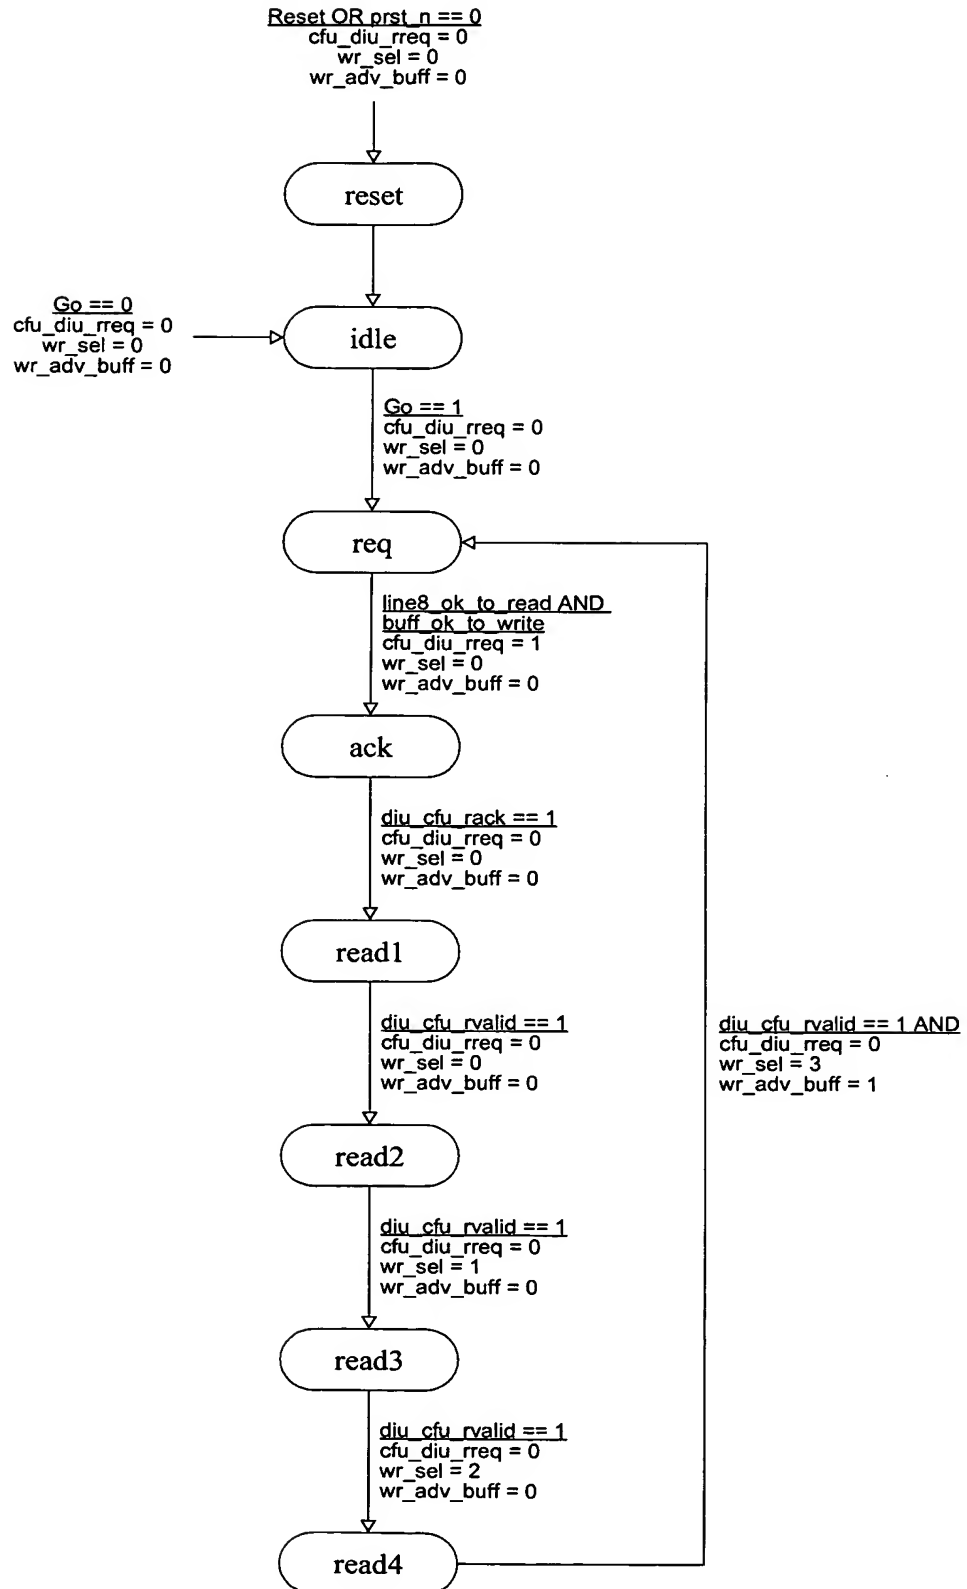 Reset OR prst_n == 0
cfu_diu_rreq = 0
wr_sel = 0
wr_adv_buff = 0
reset
Go == 0
cfu_diu_rreq = 0
wr_sel = 0
wr_adv_buff = 0
idle
Go == 1
cfu_diu_rreq = 0
wr_sel = 0
wr_adv_buff = 0
req
line8_ok_to_read AND
buff_ok_to_write
cfu_diu_rreq = 1
wr_sel = 0
wr_adv_buff = 0
ack
diu_cfu_rack == 1
cfu_diu_rreq = 0
wr_sel = 0
wr_adv_buff = 0
read1
diu_cfu_rvalid == 1
cfu_diu_rreq = 0
wr_sel = 0
wr_adv_buff = 0
diu_cfu_rvalid == 1 AND
cfu_diu_rreq = 0
wr_sel = 3
wr_adv_buff = 1
read2
diu_cfu_rvalid == 1
cfu_diu_rreq = 0
wr_sel = 1
wr_adv_buff = 0
read3
diu_cfu_rvalid == 1
cfu_diu_rreq = 0
wr_sel = 2
wr_adv_buff = 0
read4